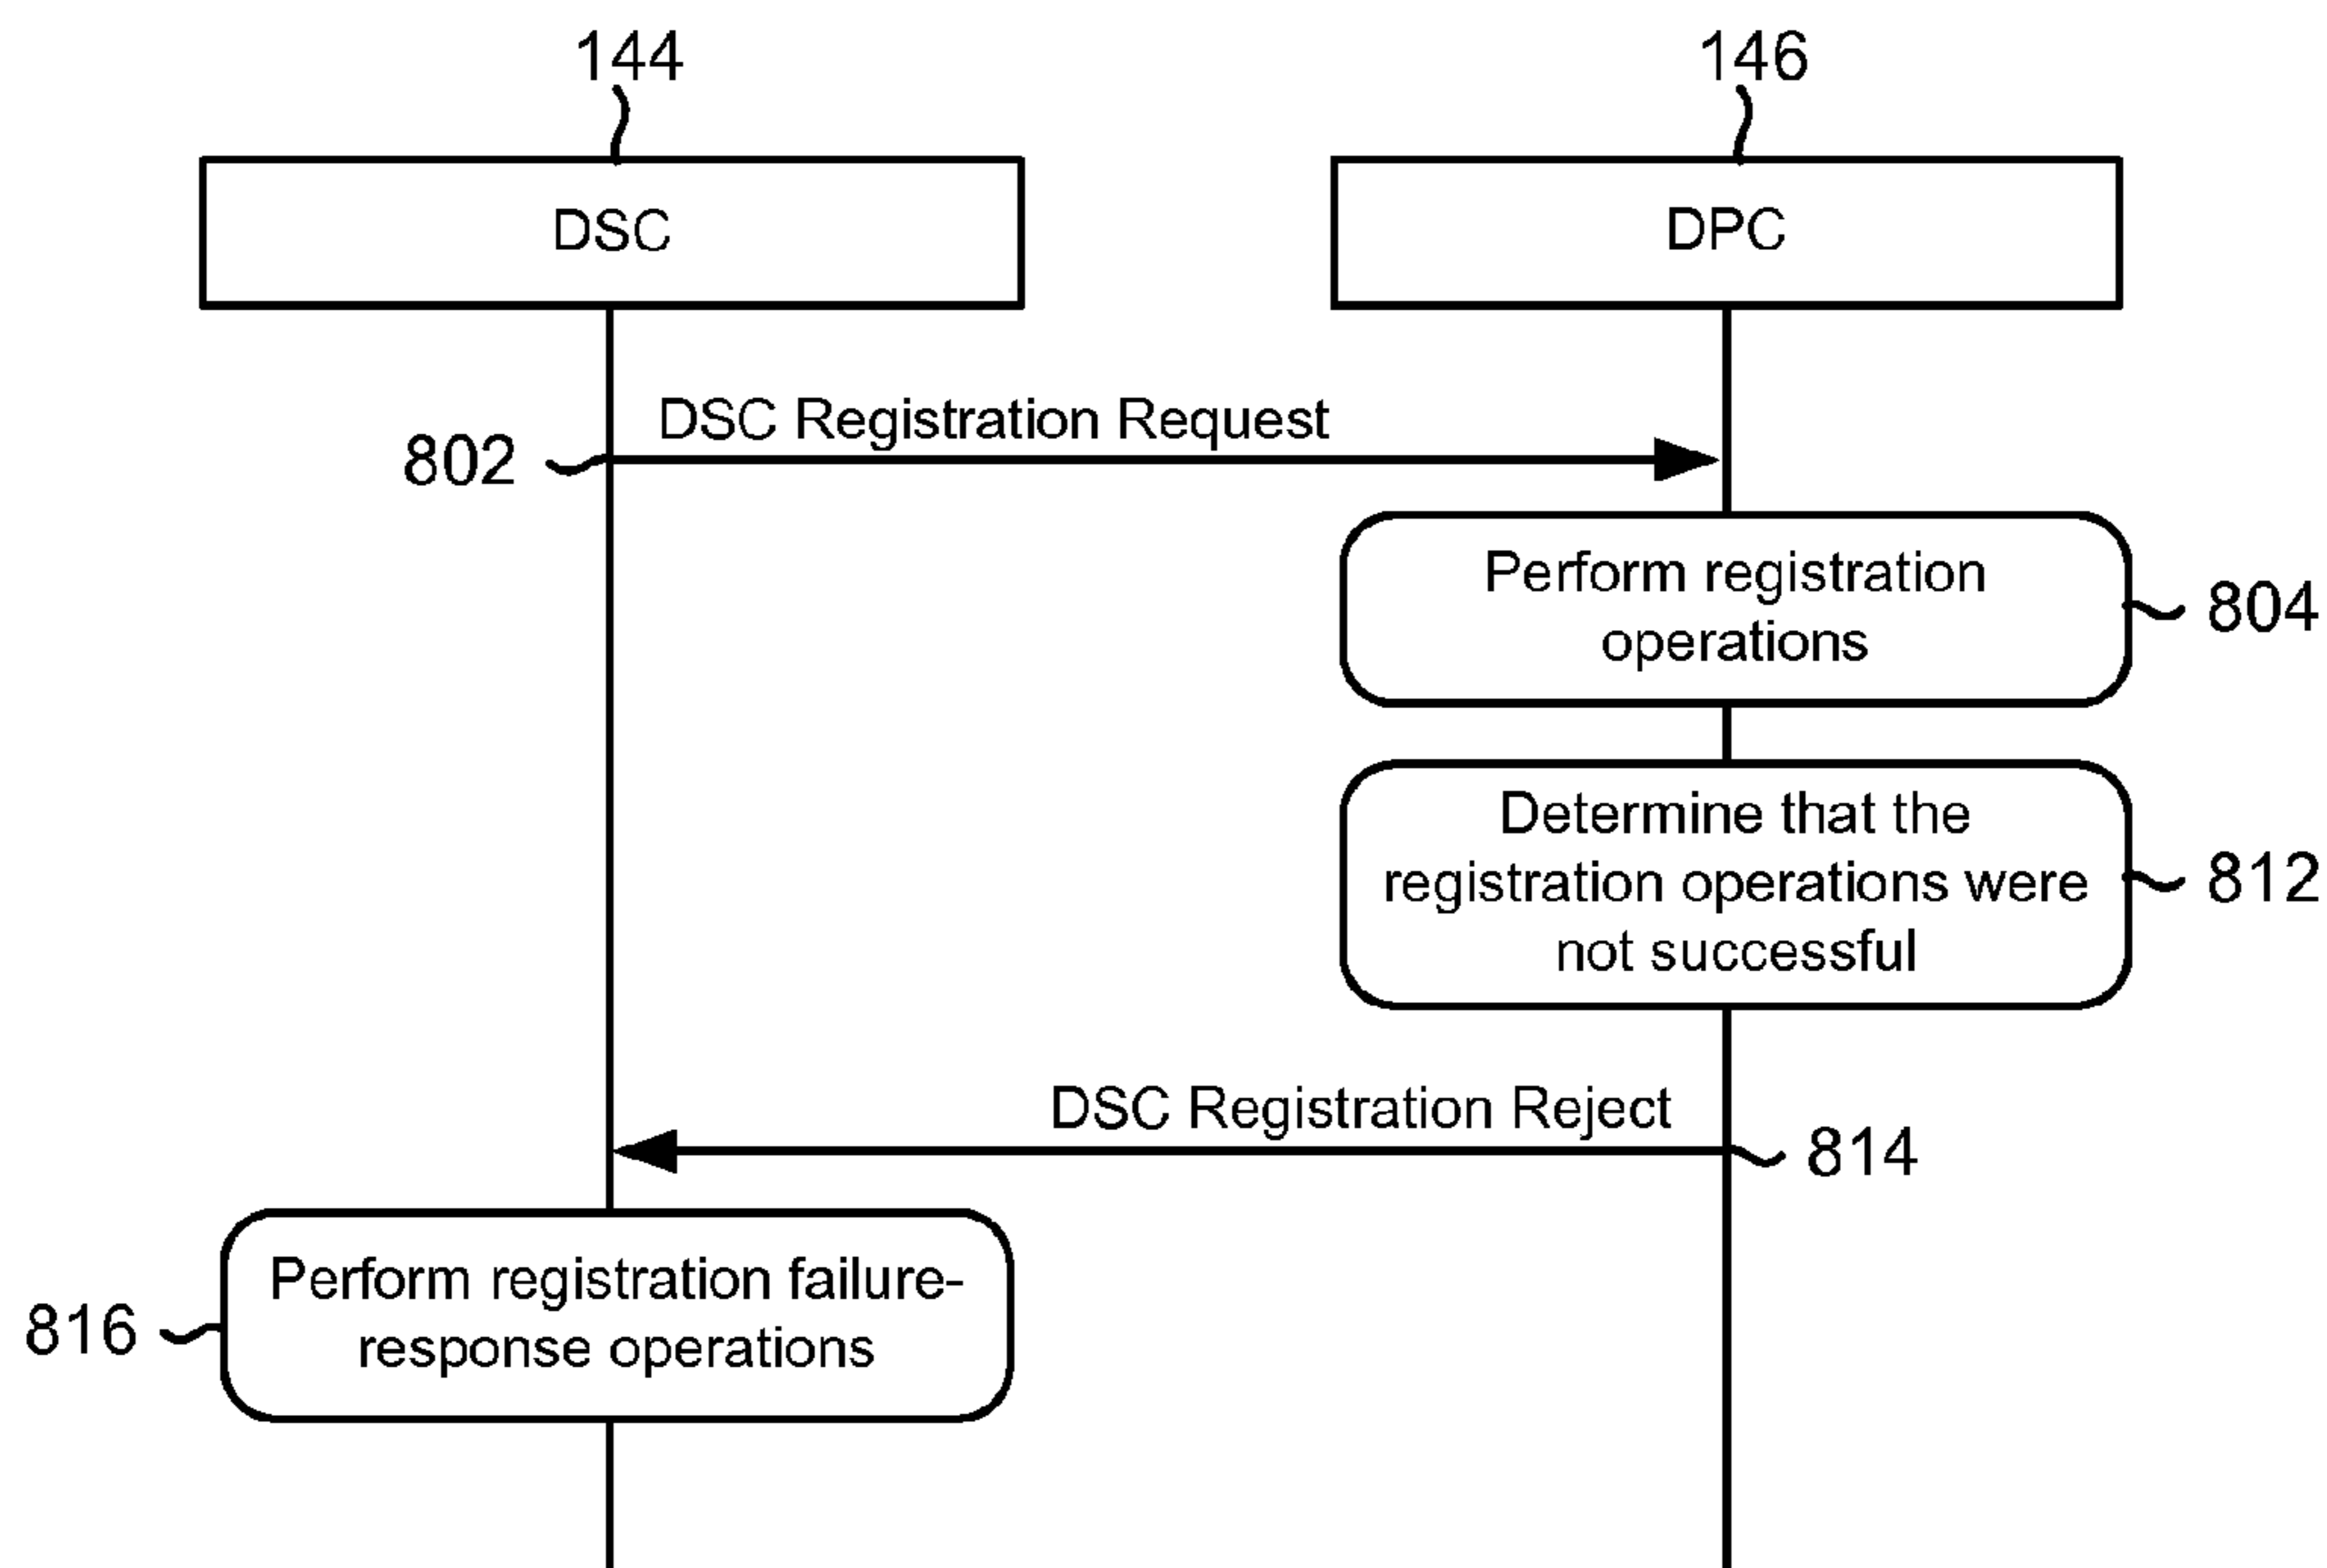 144
146
DSC
DPC
DSC Registration Request
802
Perform registration
operations
804
Determine that the
registration operations were
not successful
812
DSC Registration Reject
814
Perform registration failure-
response operations
816